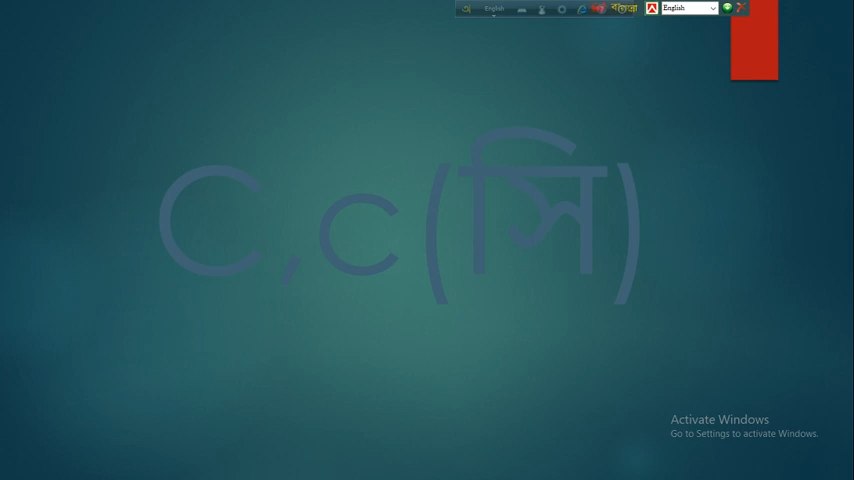 অ English বিজয় English
C,c(সি)
Activate Windows
Go to Settings to activate Windows.